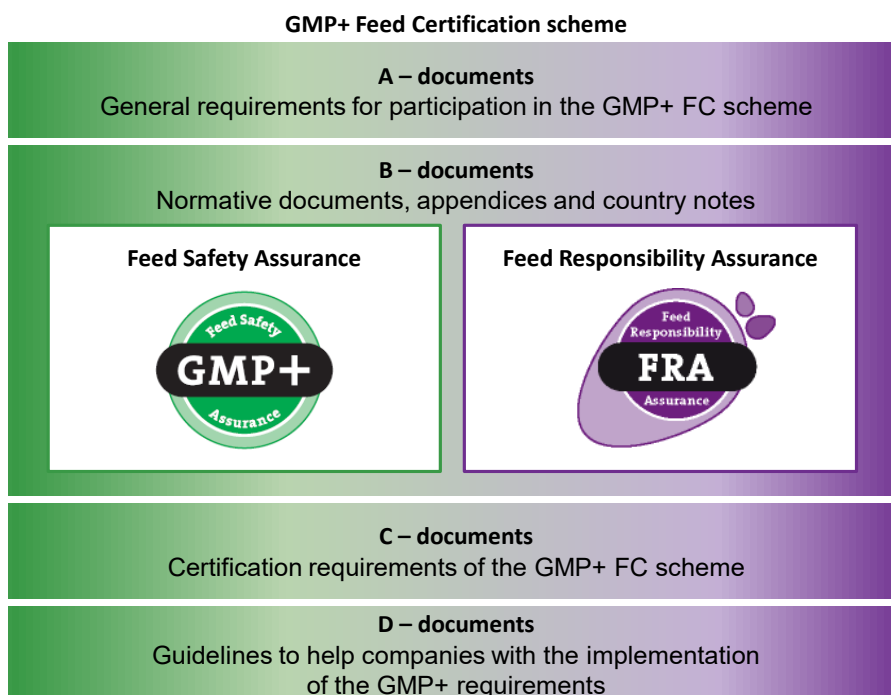 GMP+ Feed Certification scheme
A – documents
General requirements for participation in the GMP+ FC scheme
B – documents
Normative documents, appendices and country notes
Feed Safety Assurance
Feed Safety
GMP+
Assurance
Feed Responsibility Assurance
Feed
Responsibility
FRA
Assurance
C – documents
Certification requirements of the GMP+ FC scheme
D – documents
Guidelines to help companies with the implementation
of the GMP+ requirements